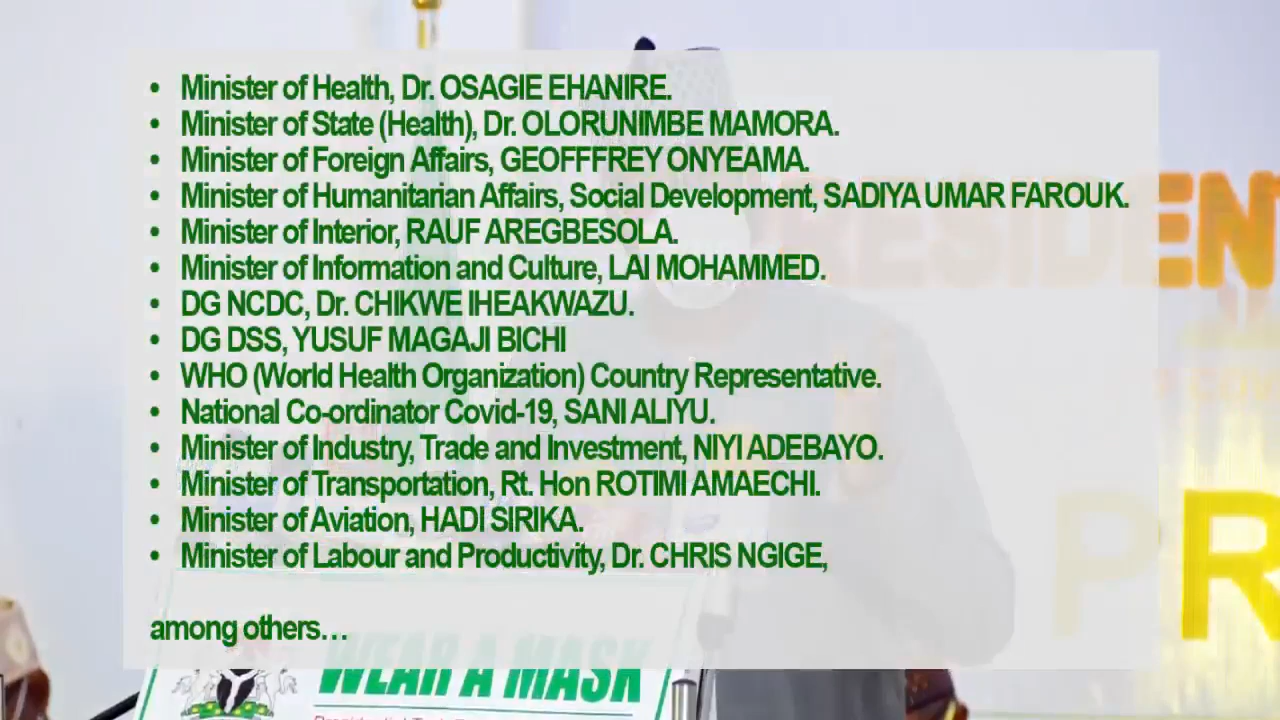 • Minister of Health, Dr. OSAGIE EHANIRE.
• Minister of State (Health), Dr. OLORUNIMBE MAMORA.
• Minister of Foreign Affairs, GEOFFFREY ONYEAMA.
• Minister of Humanitarian Affairs, Social Development, SADIYA UMAR FAROUK.
• Minister of Interior, RAUF AREGBESOLA.
• Minister of Information and Culture, LAI MOHAMMED.
• DG NCDC, Dr. CHIKWE IHEAKWAZU.
• DG DSS, YUSUF MAGAJI BICHI
• WHO (World Health Organization) Country Representative.
• National Co-ordinator Covid-19, SANI ALIYU.
• Minister of Industry, Trade and Investment, NIYI ADEBAYO.
• Minister of Transportation, Rt. Hon ROTIMI AMAECHI.
• Minister of Aviation, HADI SIRIKA.
• Minister of Labour and Productivity, Dr. CHRIS NGIGE,
among others...
RESIDENT
PR
WEAR A MASK